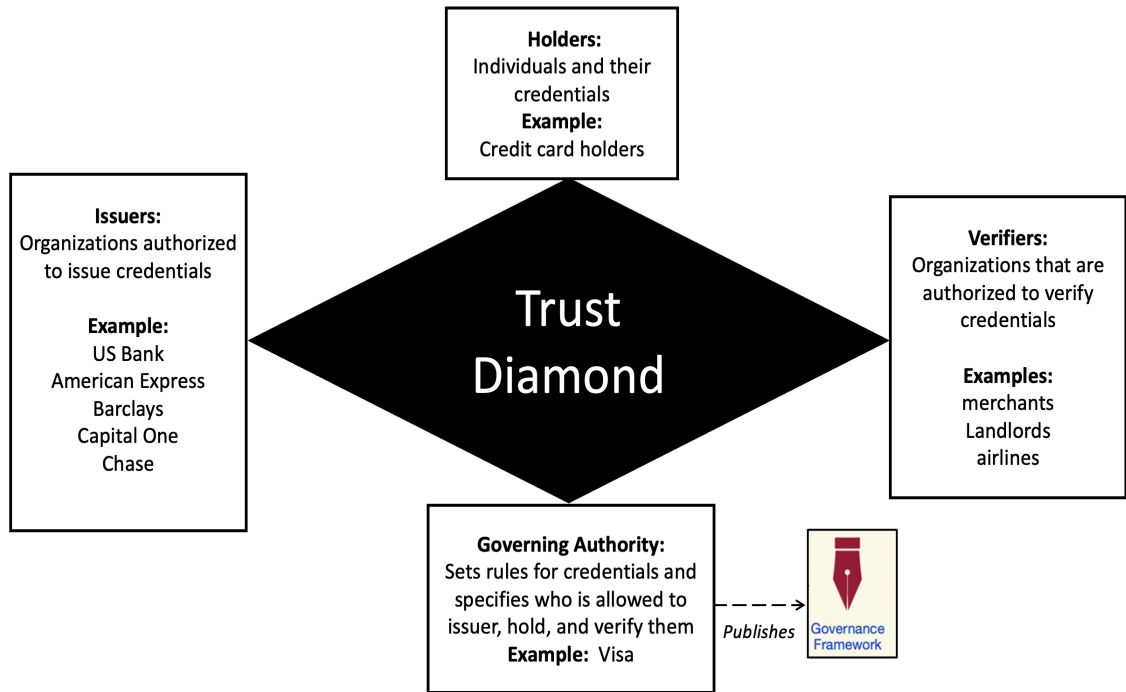 Holders:
Individuals and their
credentials
Example:
Credit card holders
Issuers:
Organizations authorized
to issue credentials
Example:
US Bank
American Express
Barclays
Capital One
Chase
Trust
Diamond
Verifiers:
Organizations that are
authorized to verify
credentials
Examples:
merchants
Landlords
airlines
Governing Authority:
Sets rules for credentials and
specifies who is allowed to
issuer, hold, and verify them
Example:  Visa
Publishes
Governance
Framework